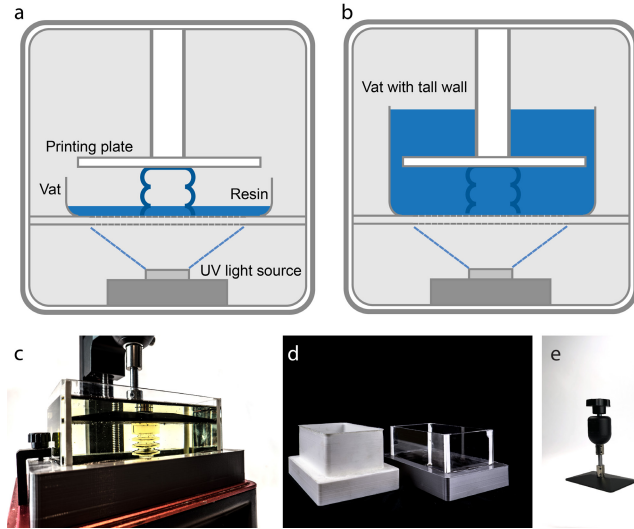 a
b
Vat with tall wall
Printing plate
Vat
Resin
UV light source
c
d
e